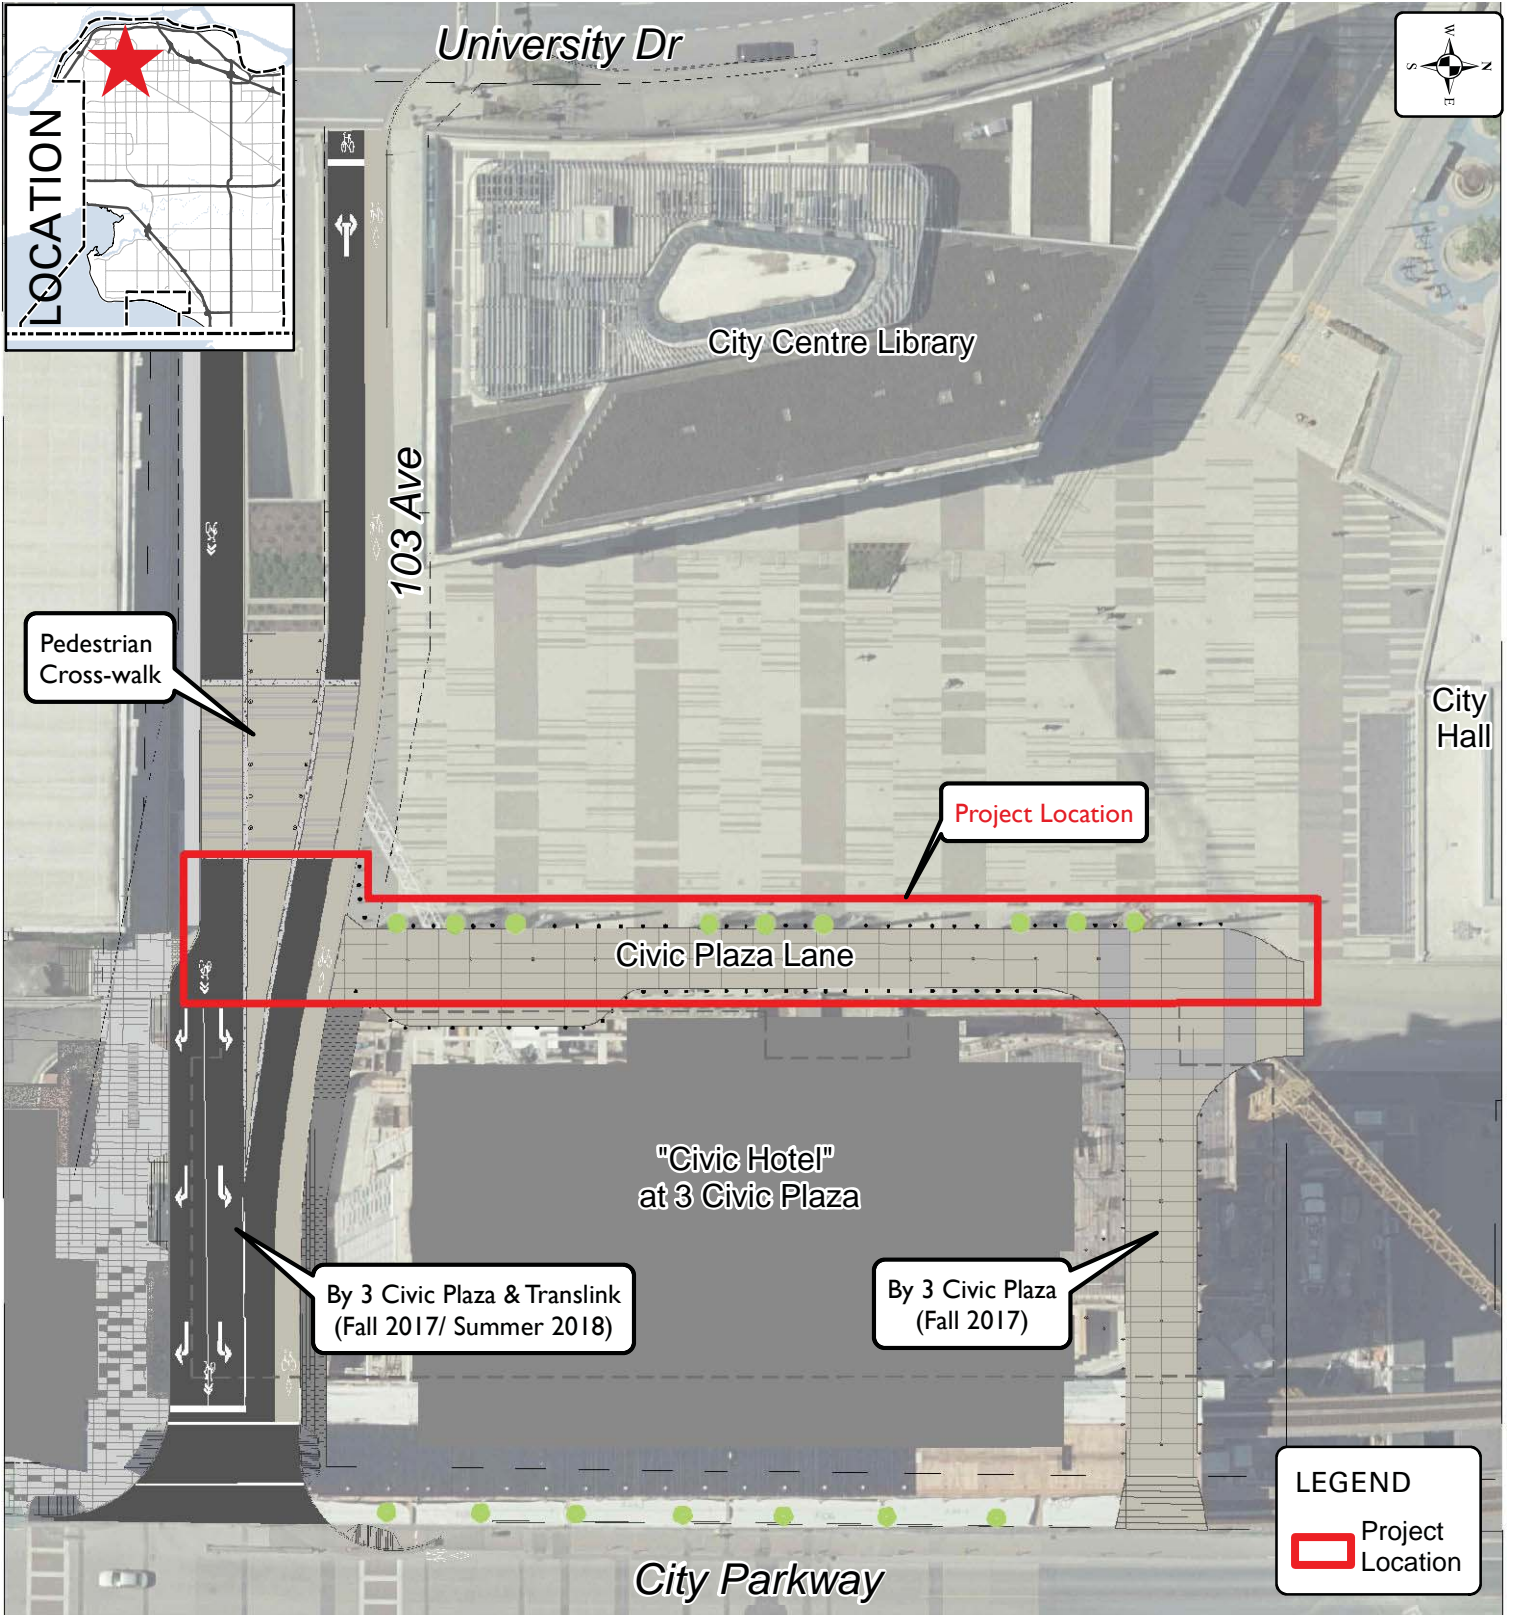 University Dr
W
N
S
E
LOCATION
City Centre Library
103 Ave
Pedestrian
Cross-walk
City
Hall
Project Location
Civic Plaza Lane
"Civic Hotel"
at 3 Civic Plaza
By 3 Civic Plaza & Translink
(Fall 2017/ Summer 2018)
By 3 Civic Plaza
(Fall 2017)
LEGEND
Project
Location
City Parkway